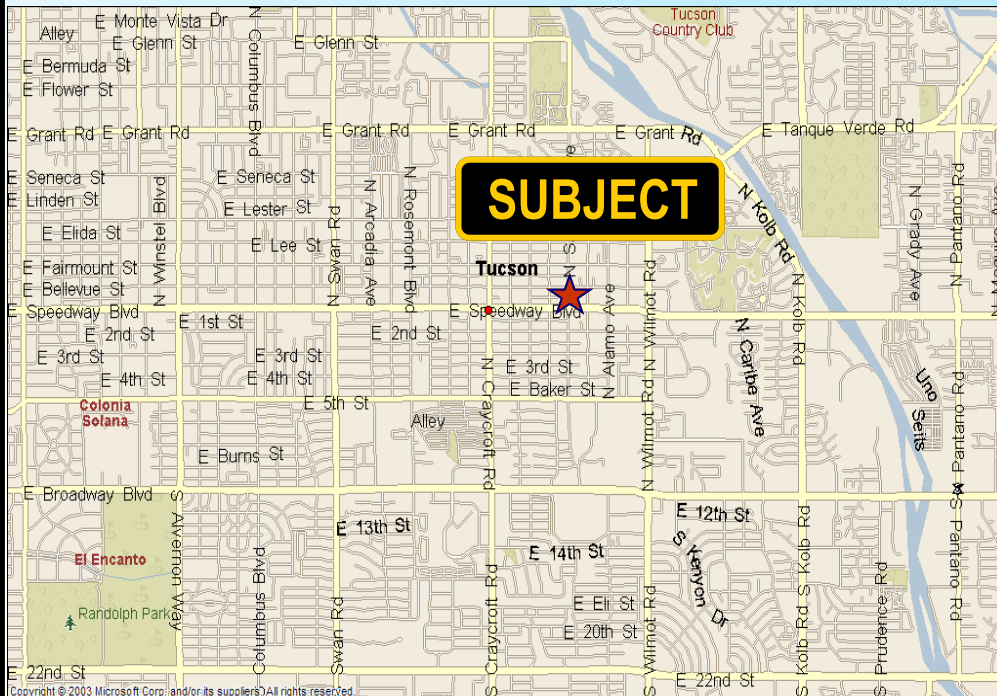 E Monte Vista Dr
Tucson
Country Club
Alley
E Glenn St
E Glenn St
N Columbus Blvd
E Bermuda St
E Flower St
E Grant Rd
E Grant Rd
E Grant Rd
E Grant Rd
E Grant Rd
E Tanque Verde Rd
E Seneca St
E Seneca St
E Linden St
N Winstel Blvd
E Lester St
N Swan Rd
N Arcadia Ave
N Rosemont Blvd
SUBJECT
N Kolb Rd
N Grady Ave
N Pantano Rd
E Elida St
E Lee St
E Fairmount St
Tucson
E Bellevue St
E Speedway Blvd
E Speedway Blvd
N Alamo Ave
N Wilmot Rd
N Kolb Rd
E 1st St
E 2nd St
E 2nd St
E 3rd St
E 3rd St
E 3rd St
E 4th St
E 4th St
E Baker St
N Caribe Ave
Uno
Setts
N Craycroft Rd
N Wilmot Rd
S Pantano Rd
Colonia
Solana
E 5th St
Alley
E Burns St
E Broadway Blvd
S Alvernon Way
E 12th St
E 13th St
E 14th St
S Kenyon Dr
S Kolb Rd
S Kolb Rd
S Pantano Rd
El Encanto
Randolph Park
Columbus Blvd
Swan Rd
S Craycroft Rd
E Eli St
E 20th St
S Wilmot Rd
S Prudence Rd
E 22nd St
E 22nd St
Copyright © 2003 Microsoft Corp. and/or its suppliers. All rights reserved.